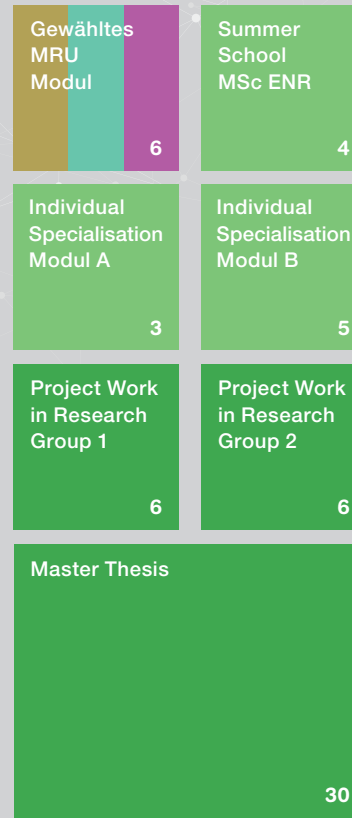 Gewähltes
MRU
Modul
6
Summer
School
MSc ENR
4
Individual
Specialisation
Modul A
3
Individual
Specialisation
Modul B
5
Project Work
in Research
Group 1
6
Project Work
in Research
Group 2
6
Master Thesis
30